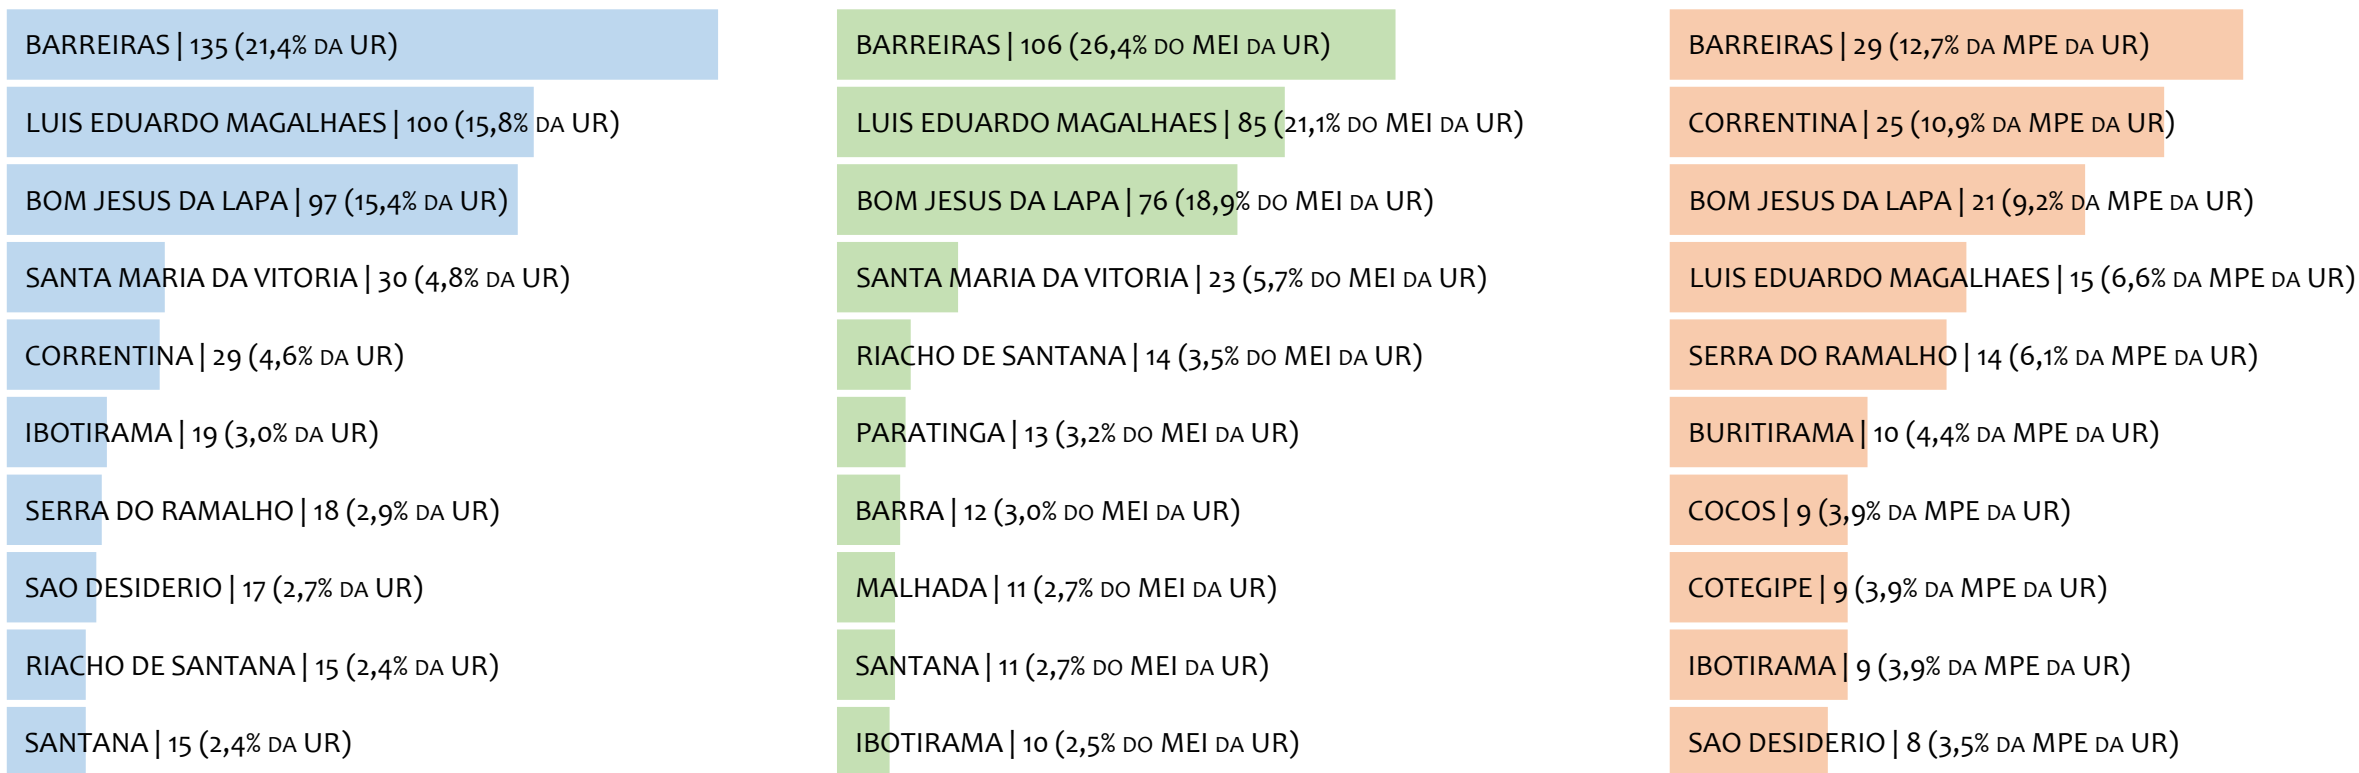 BARREIRAS | 135 (21,4% DA UR)
LUIS EDUARDO MAGALHAES | 100 (15,8% DA UR)
BOM JESUS DA LAPA | 97 (15,4% DA UR)
SANTA MARIA DA VITORIA | 30 (4,8% DA UR)
CORRENTINA | 29 (4,6% DA UR)
IBOTIRAMA | 19 (3,0% DA UR)
SERRA DO RAMALHO | 18 (2,9% DA UR)
SAO DESIDERIO | 17 (2,7% DA UR)
RIACHO DE SANTANA | 15 (2,4% DA UR)
SANTANA | 15 (2,4% DA UR)
BARREIRAS | 106 (26,4% DO MEI DA UR)
LUIS EDUARDO MAGALHAES | 85 (21,1% DO MEI DA UR)
BOM JESUS DA LAPA | 76 (18,9% DO MEI DA UR)
SANTA MARIA DA VITORIA | 23 (5,7% DO MEI DA UR)
RIACHO DE SANTANA | 14 (3,5% DO MEI DA UR)
PARATINGA | 13 (3,2% DO MEI DA UR)
BARRA | 12 (3,0% DO MEI DA UR)
MALHADA | 11 (2,7% DO MEI DA UR)
SANTANA | 11 (2,7% DO MEI DA UR)
IBOTIRAMA | 10 (2,5% DO MEI DA UR)
BARREIRAS | 29 (12,7% DA MPE DA UR)
CORRENTINA | 25 (10,9% DA MPE DA UR)
BOM JESUS DA LAPA | 21 (9,2% DA MPE DA UR)
LUIS EDUARDO MAGALHAES | 15 (6,6% DA MPE DA UR)
SERRA DO RAMALHO | 14 (6,1% DA MPE DA UR)
BURITIRAMA | 10 (4,4% DA MPE DA UR)
COCOS | 9 (3,9% DA MPE DA UR)
COTEGIPE | 9 (3,9% DA MPE DA UR)
IBOTIRAMA | 9 (3,9% DA MPE DA UR)
SAO DESIDERIO | 8 (3,5% DA MPE DA UR)